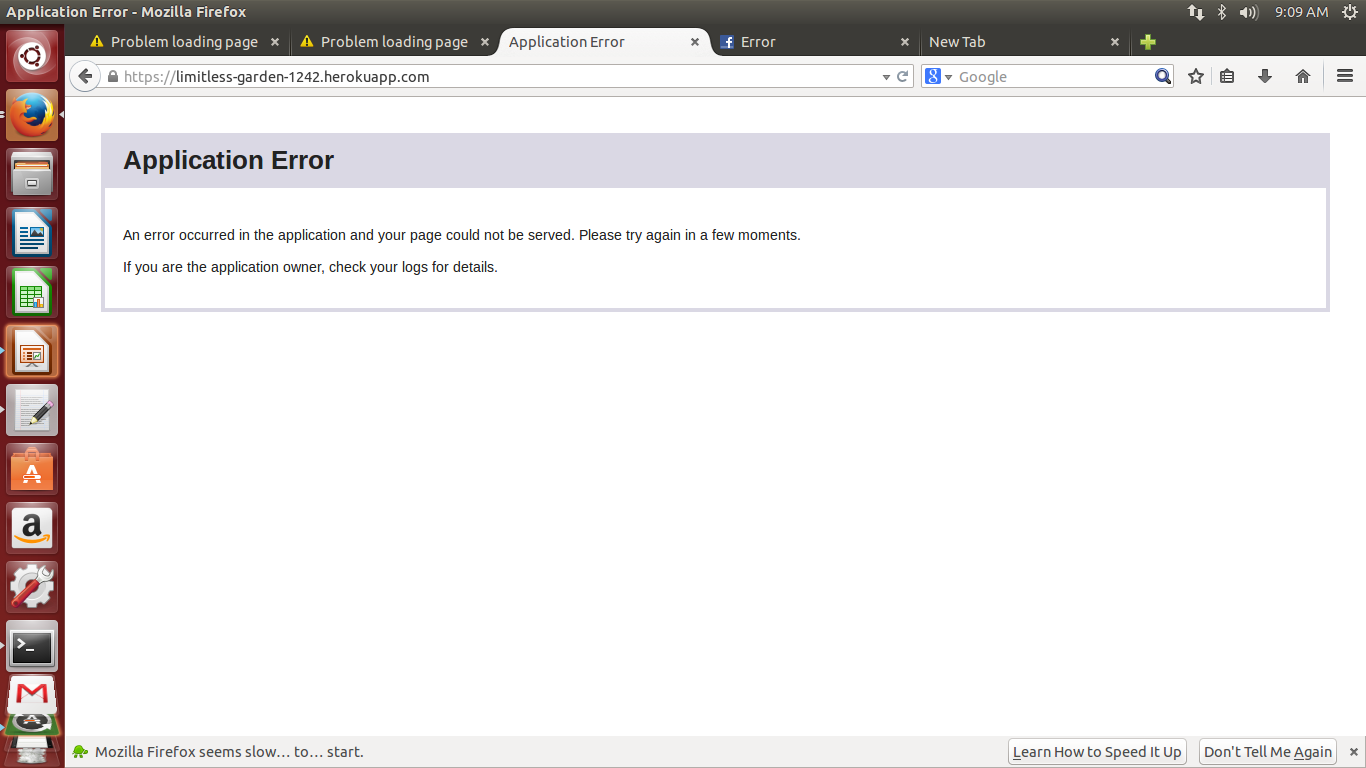 Application Error - Mozilla Firefox
9:09 AM
Problem loading page
Problem loading page
Application Error
Error
New Tab
https://limitless-garden-1242.herokuapp.com
Google
Application Error
An error occurred in the application and your page could not be served. Please try again in a few moments.
If you are the application owner, check your logs for details.
Mozilla Firefox seems slow... to... start.
Learn How to Speed It Up
Don't Tell Me Again